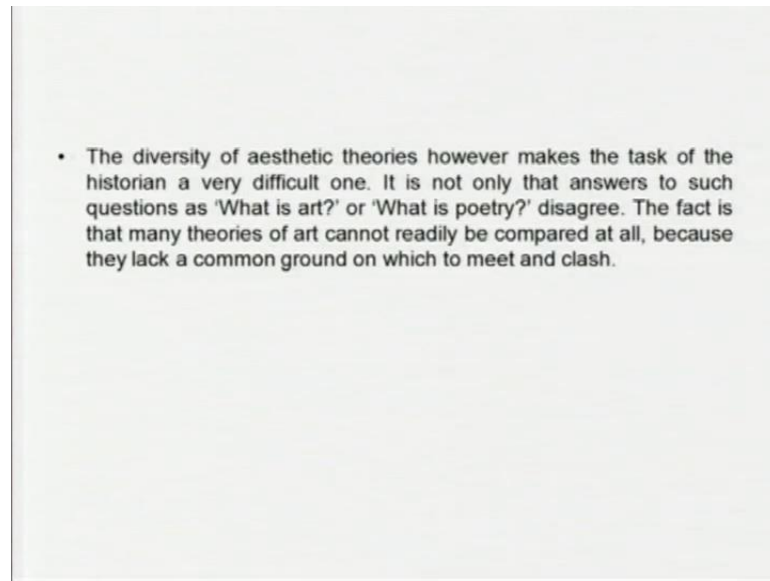 • The diversity of aesthetic theories however makes the task of the
historian a very difficult one. It is not only that answers to such
questions as 'What is art?' or 'What is poetry?' disagree. The fact is
that many theories of art cannot readily be compared at all, because
they lack a common ground on which to meet and clash.